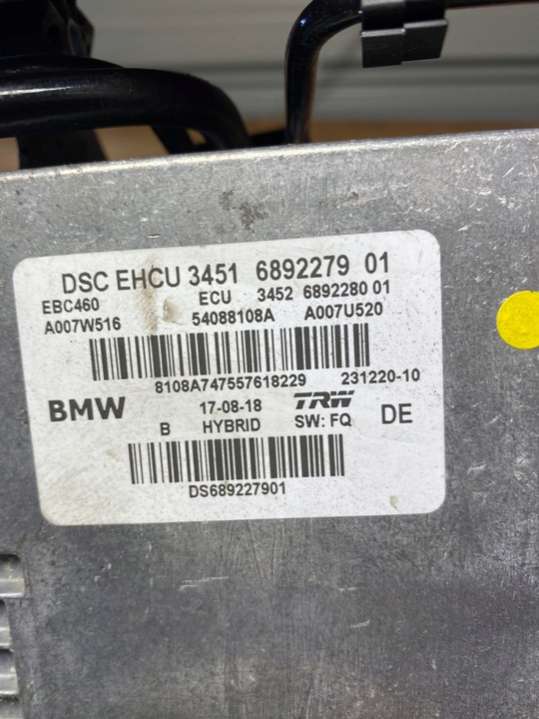 DSC EHCU 3451 6892279 01
EBC460 ECU 3452 6892280 01
A007W516 54088108A A007U520
8108A747557618229 231220-10
BMW 17-08-18 TRW DE
B HYBRID SW: FQ
DS689227901